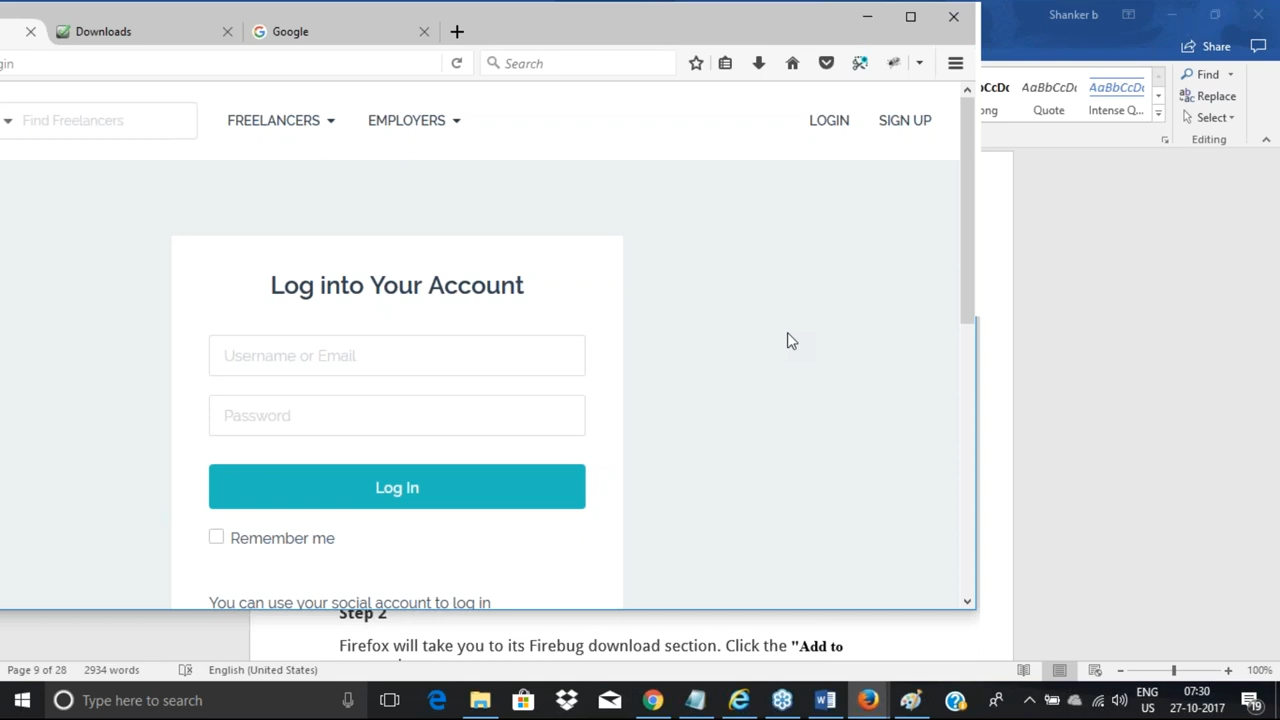 Shanker b
Downloads
Google
gin
Search
Share
Find
Replace
Select
Editing
ong
Quote
Intense Q...
AaBbCcDc
AaBbCcDc
Find Freelancers
FREELANCERS
EMPLOYERS
LOGIN
SIGN UP
Log into Your Account
Username or Email
Password
Log In
Remember me
You can use your social account to log in
Step 2
Firefox will take you to its Firebug download section. Click the "Add to
Page 9 of 28
2934 words
English (United States)
100%
Type here to search
ENG
US
07:30
27-10-2017
19